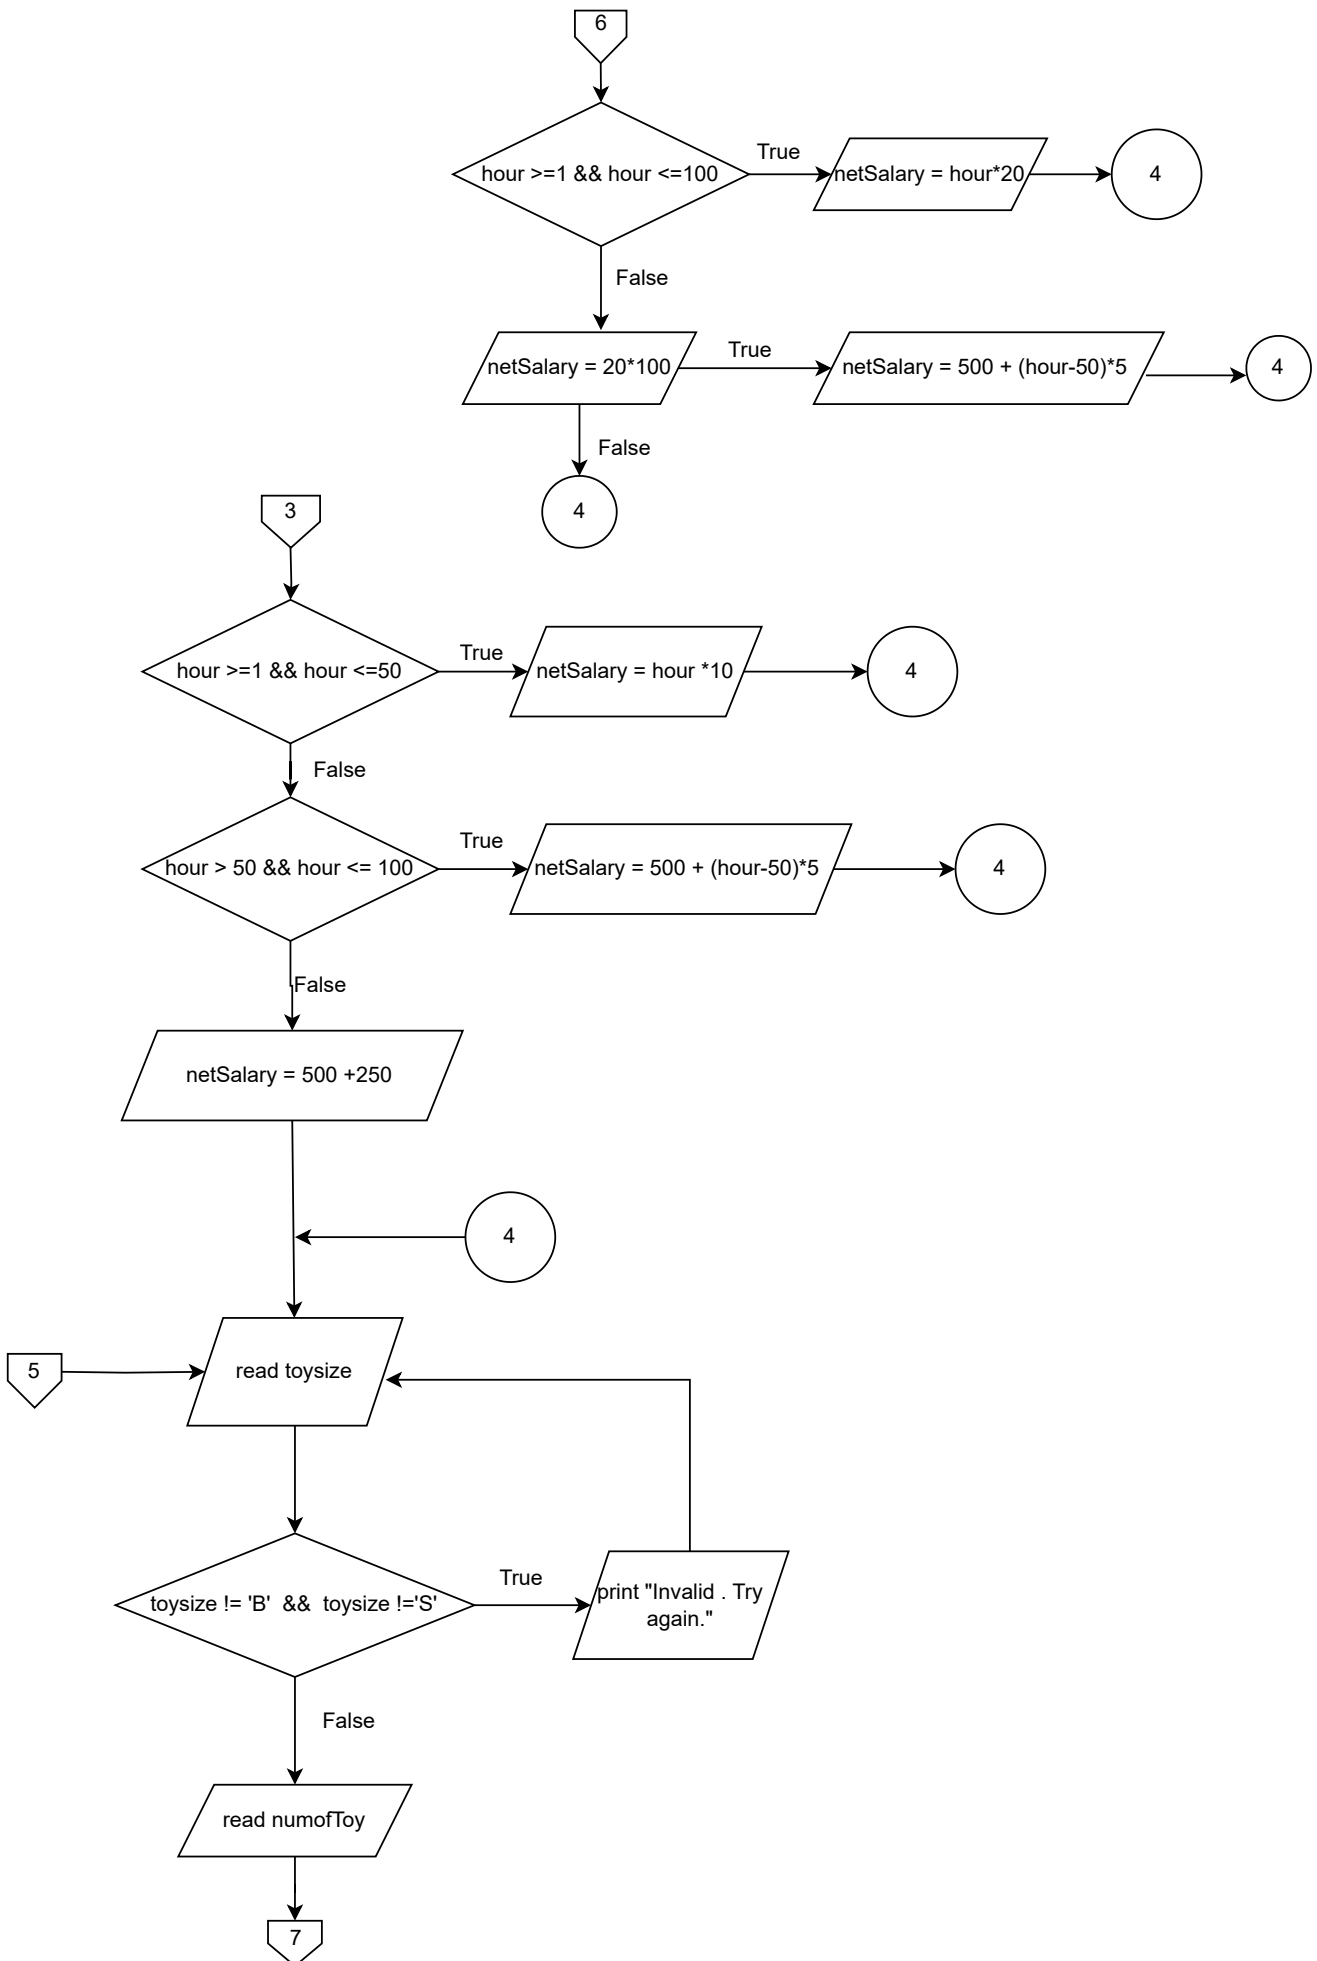 6
hour >=1 && hour <=100
True
netSalary = hour*20
4
False
netSalary = 20*100
True
netSalary = 500 + (hour-50)*5
4
False
4
3
hour >=1 && hour <=50
True
netSalary = hour *10
4
False
hour > 50 && hour <= 100
True
netSalary = 500 + (hour-50)*5
4
False
netSalary = 500 +250
4
5
read toysize
toysize != 'B'  &&  toysize !='S'
True
print "Invalid . Try
again."
False
read numofToy
7